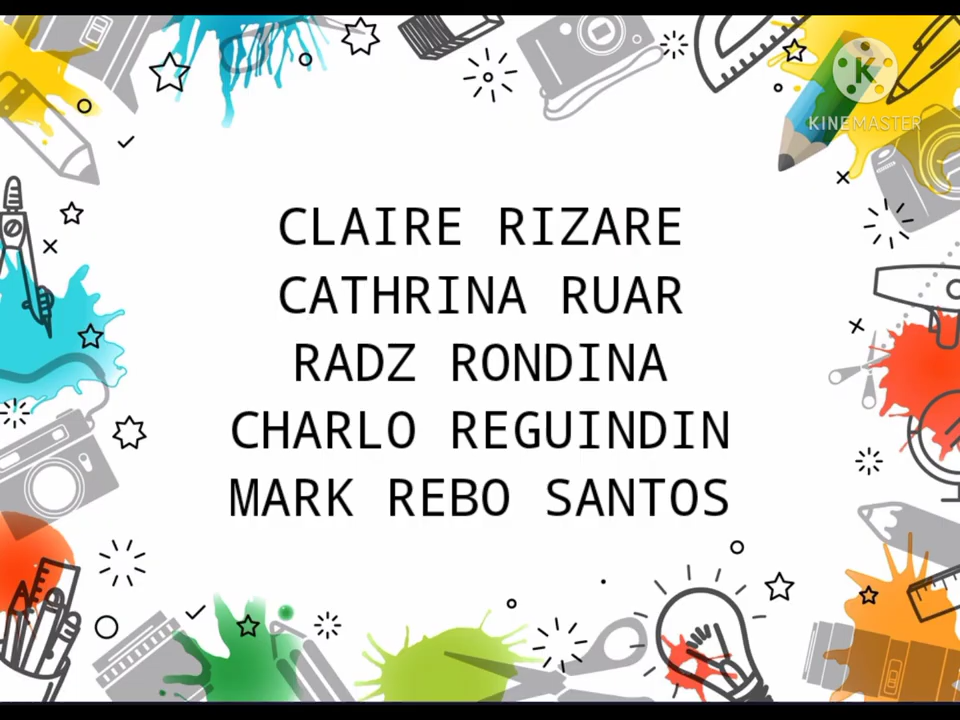 KINEMASTER
CLAIRE RIZARE
CATHRINA RUAR
RADZ RONDINA
CHARLO REGUINDIN
MARK REBO SANTOS